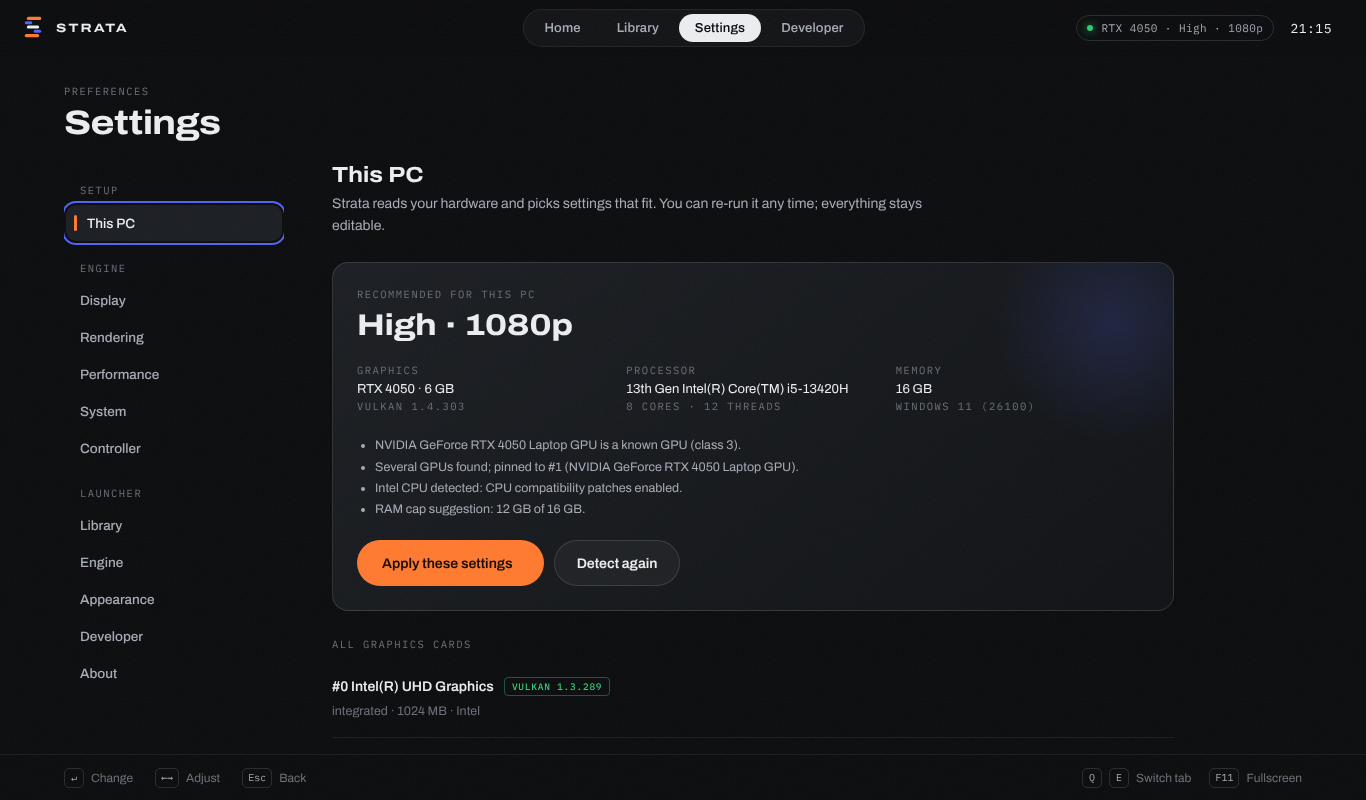 STRATA
Home
Library
Settings
Developer
RTX 4050 · High · 1080p
21:15
PREFERENCES
Settings
SETUP
This PC
ENGINE
Display
Rendering
Performance
System
Controller
LAUNCHER
Library
Engine
Appearance
Developer
About
This PC
Strata reads your hardware and picks settings that fit. You can re-run it any time; everything stays
editable.
RECOMMENDED FOR THIS PC
High · 1080p
GRAPHICS
RTX 4050 · 6 GB
VULKAN 1.4.303
PROCESSOR
13th Gen Intel(R) Core(TM) i5-13420H
8 CORES · 12 THREADS
MEMORY
16 GB
WINDOWS 11 (26100)
• NVIDIA GeForce RTX 4050 Laptop GPU is a known GPU (class 3).
• Several GPUs found; pinned to #1 (NVIDIA GeForce RTX 4050 Laptop GPU).
• Intel CPU detected: CPU compatibility patches enabled.
• RAM cap suggestion: 12 GB of 16 GB.
Apply these settings
Detect again
ALL GRAPHICS CARDS
#0 Intel(R) UHD Graphics
VULKAN 1.3.289
integrated · 1024 MB · Intel
↵ Change
←→ Adjust
Esc Back
Q E Switch tab
F11 Fullscreen